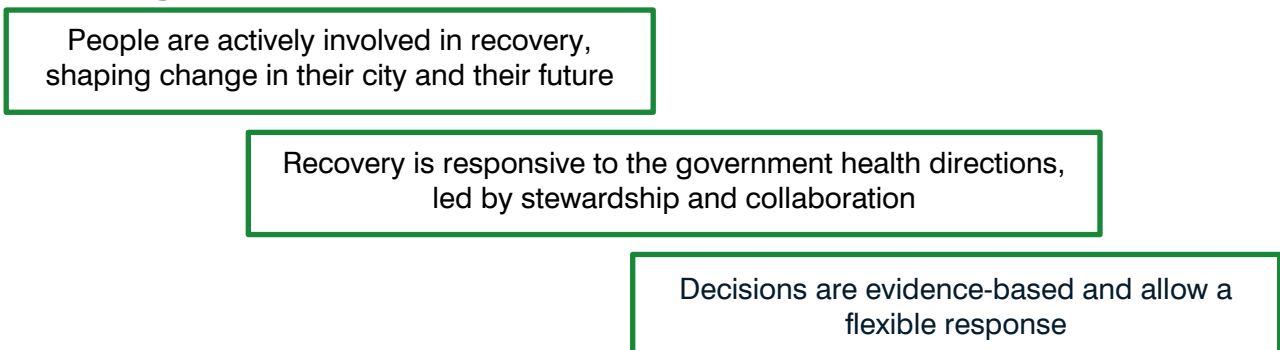 People are actively involved in recovery,
shaping change in their city and their future
Recovery is responsive to the government health directions,
led by stewardship and collaboration
Decisions are evidence-based and allow a
flexible response